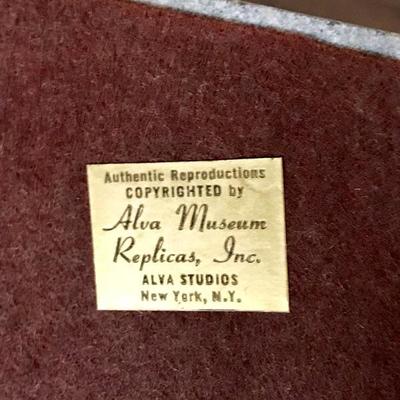 Authentic Reproductions
COPYRIGHTED by
Alva Museum
Replicas, Inc.
ALVA STUDIOS
New York, N.Y.